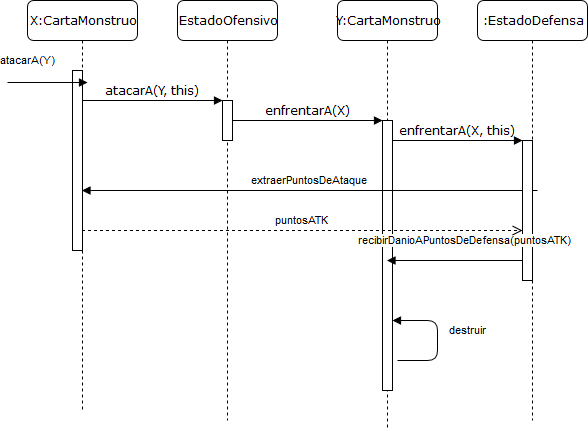 X:CartaMonstruo
EstadoOfensivo
Y:CartaMonstruo
:EstadoDefensa
atacarA(Y)
atacarA(Y, this)
enfrentarA(X)
enfrentarA(X, this)
extraerPuntosDeAtaque
puntosATK
recibirDanioAPuntosDeDefensa(puntosATK)
destruir